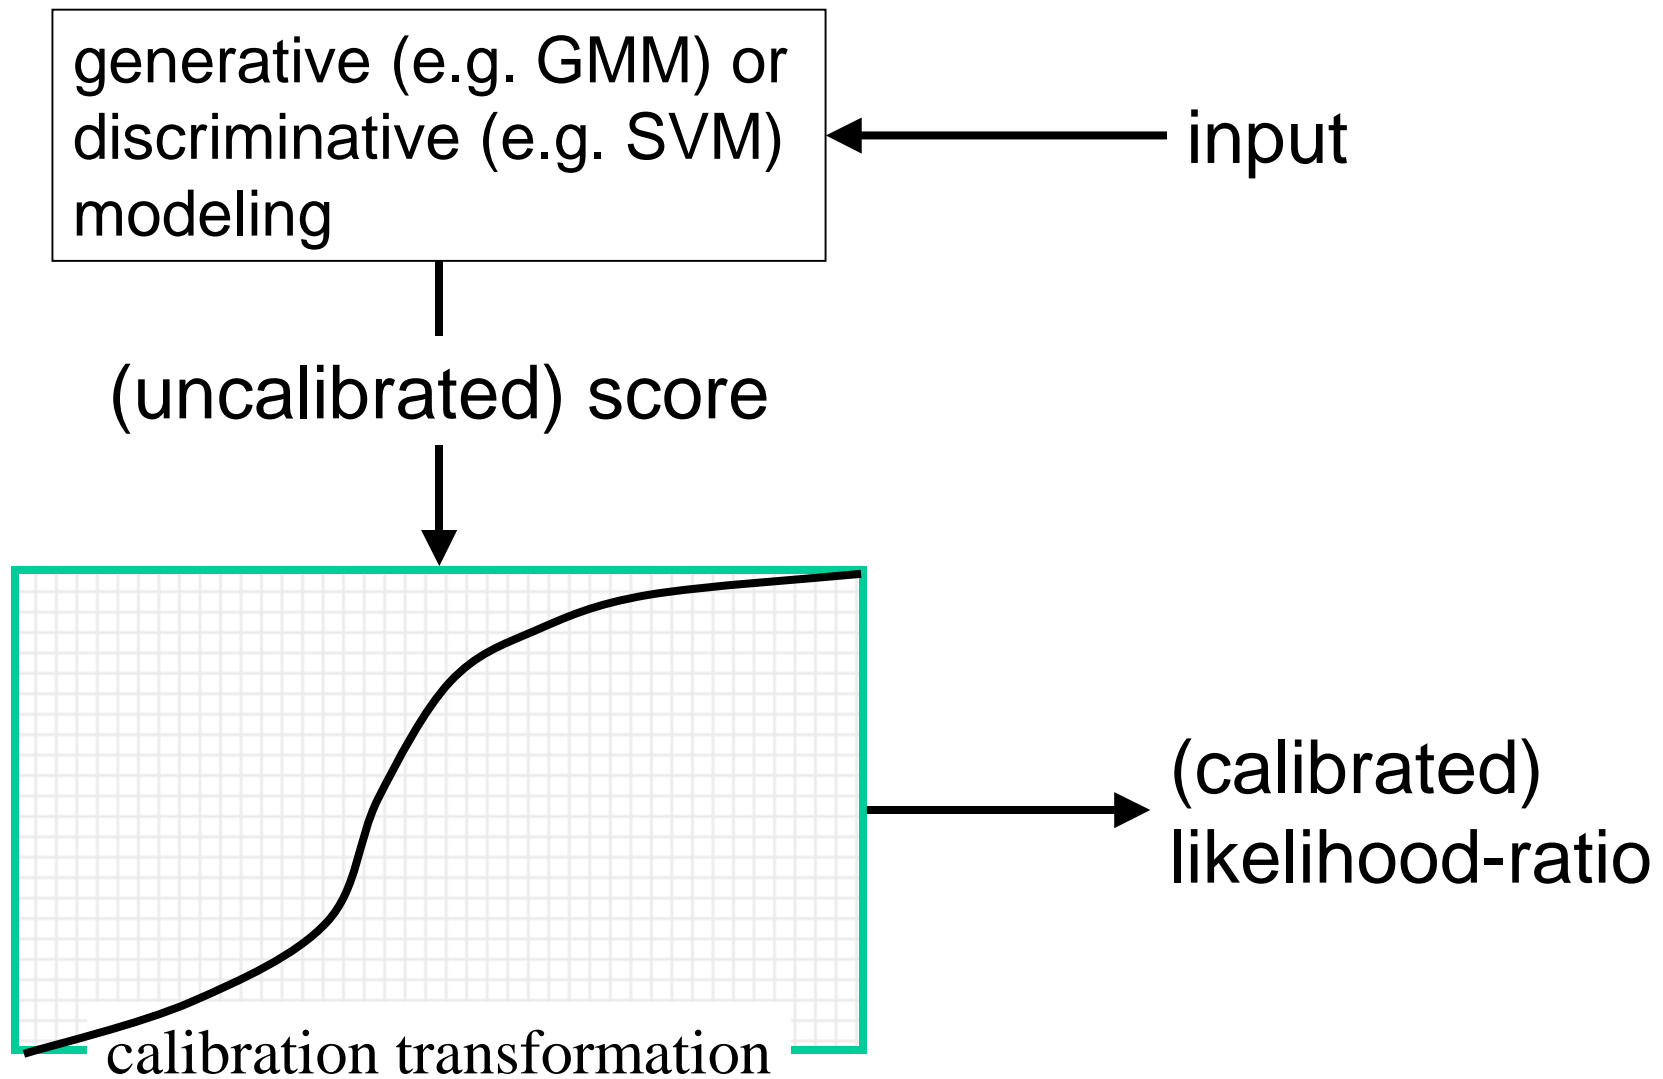 generative (e.g. GMM) or
discriminative (e.g. SVM)
modeling
input
(uncalibrated) score
(calibrated)
likelihood-ratio
calibration transformation